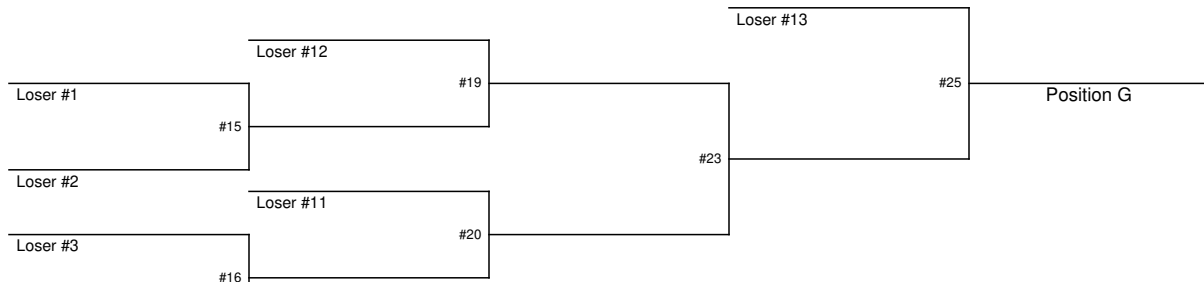 Loser #13
Loser #12
#19
#25
Loser #1
Position G
#15
#23
Loser #2
Loser #11
#20
Loser #3
#16